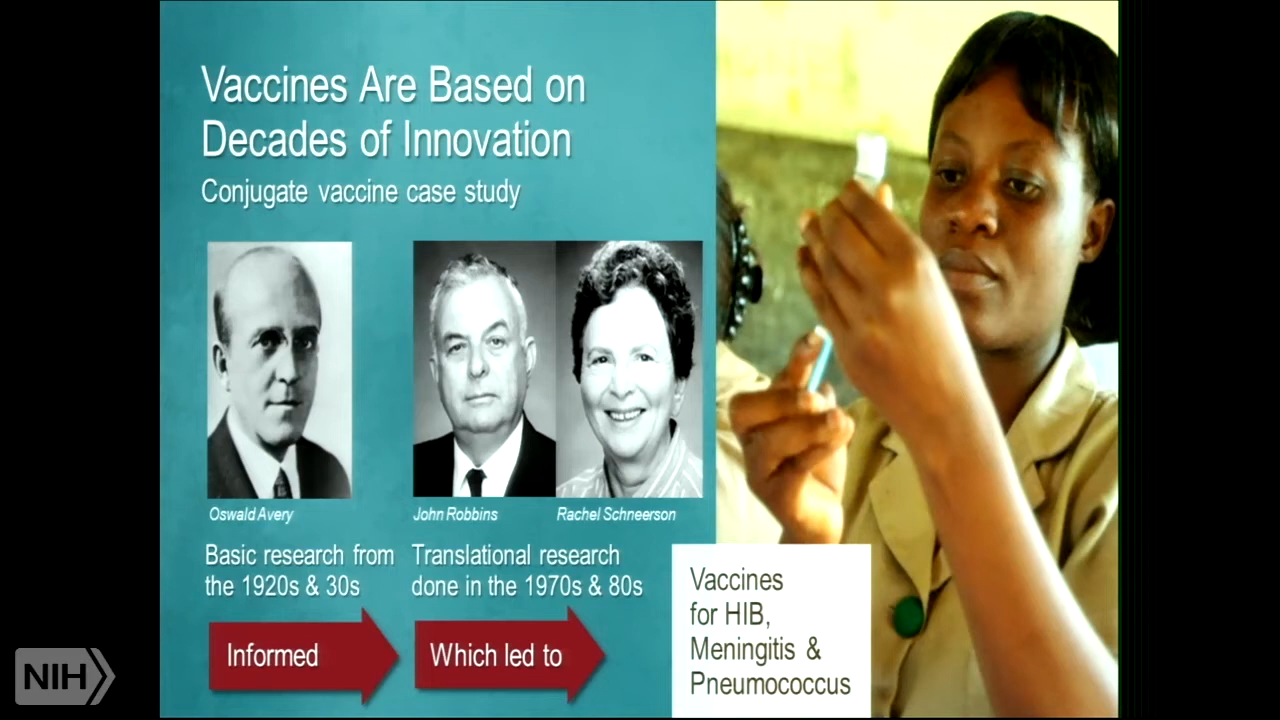 Vaccines Are Based on
Decades of Innovation
Conjugate vaccine case study
Oswald Avery
John Robbins
Rachel Schneerson
Basic research from
the 1920s & 30s
Translational research
done in the 1970s & 80s
Informed
Which led to
Vaccines
for HIB,
Meningitis &
Pneumococcus
NIH